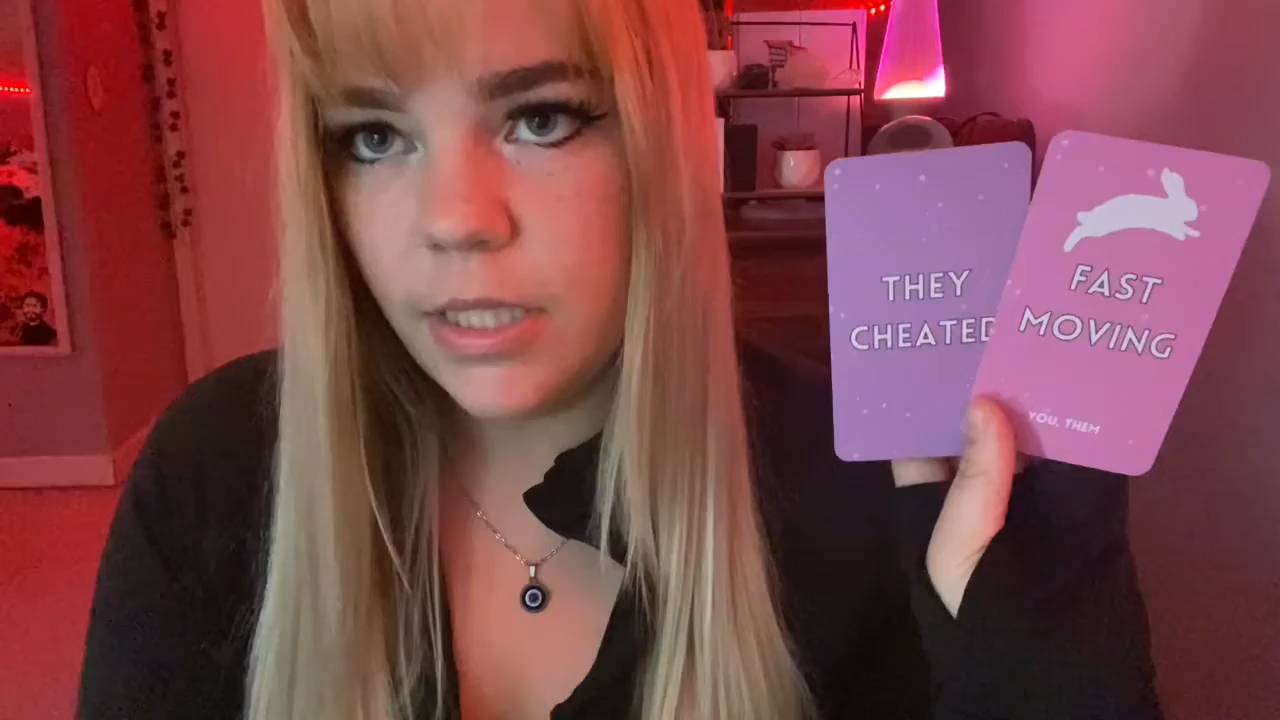 THEY
CHEATED
FAST
MOVING
YOU, THEM